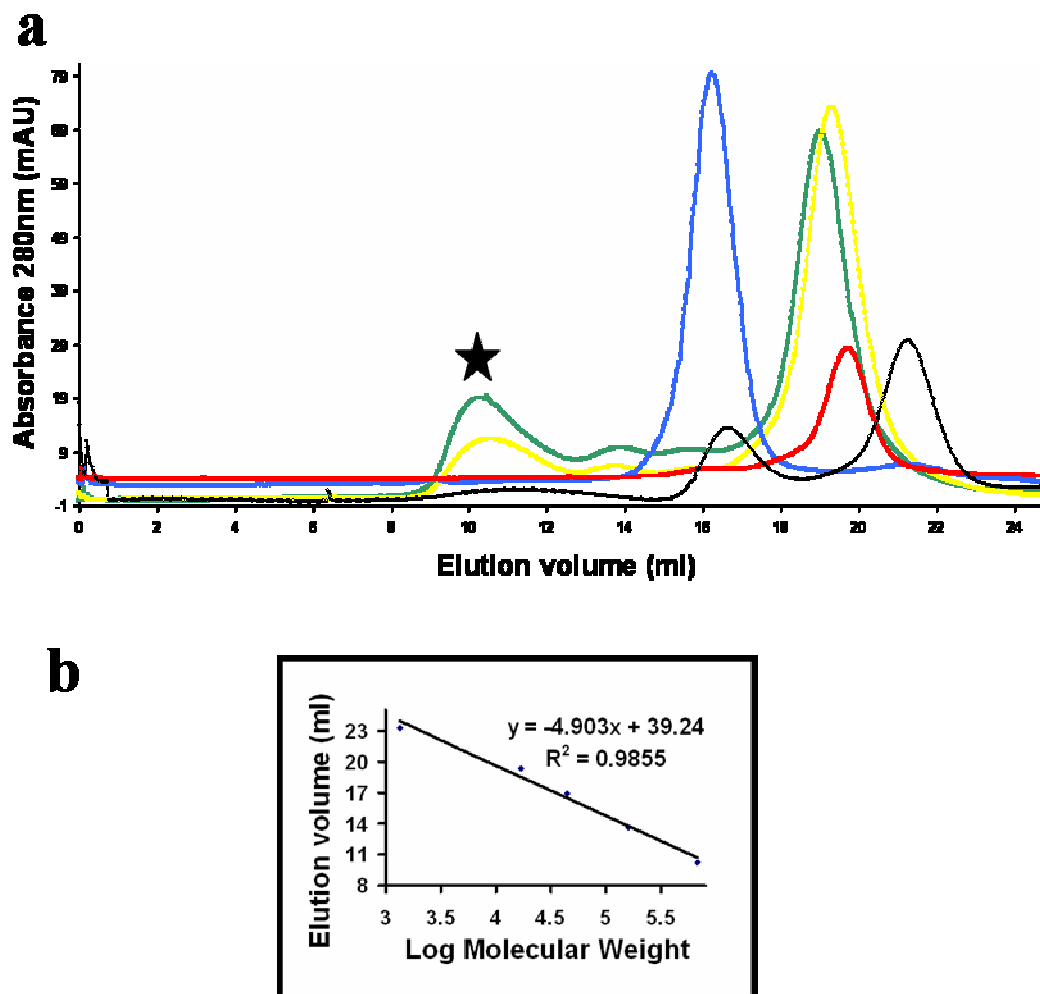 a
Absorbance 280nm (mAU)
79
69
59
49
39
29
19
9
-1
0 2 4 6 8 10 12 14 16 18 20 22 24
Elution volume (ml)
b
Elution volume (ml)
y = -4.903x + 39.24
R² = 0.9855
23
20
17
14
11
8
3 3.5 4 4.5 5 5.5
Log Molecular Weight